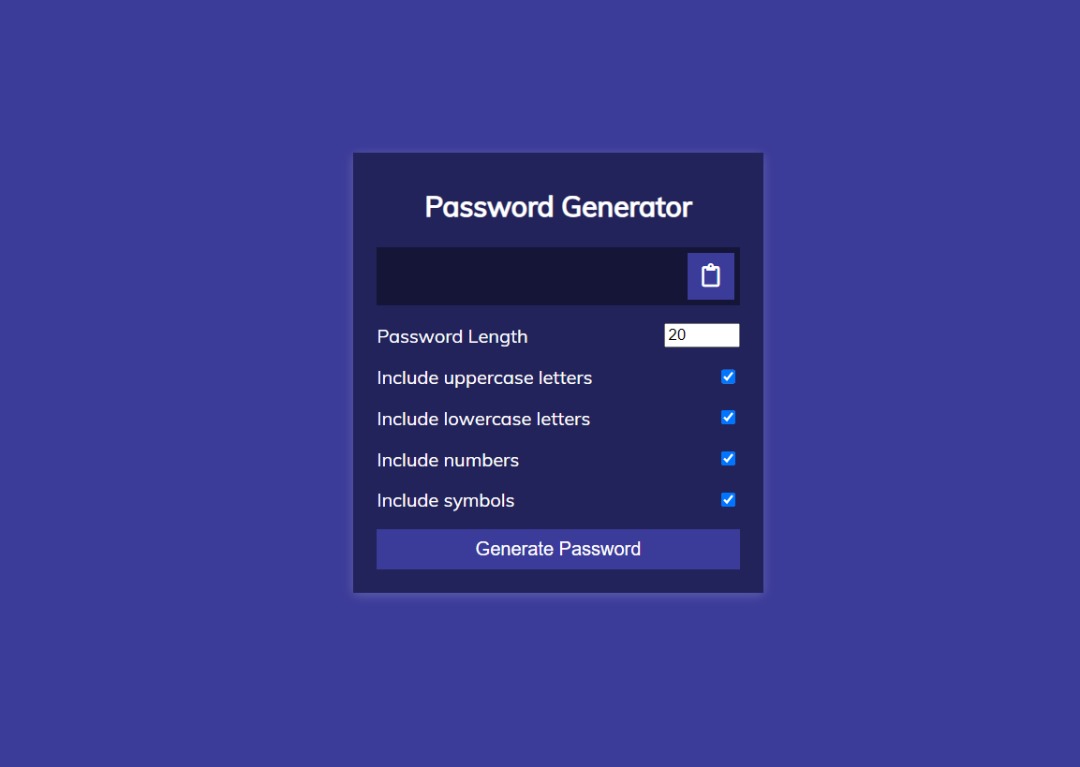 Password Generator
Password Length 20
Include uppercase letters
Include lowercase letters
Include numbers
Include symbols
Generate Password